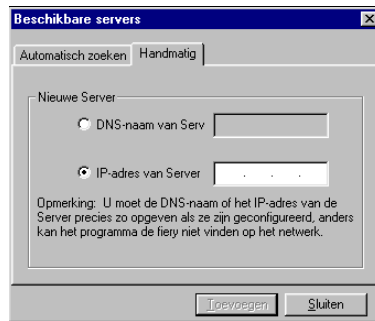 Beschikbare servers
Automatisch zoeken Handmatig
Nieuwe Server
DNS-naam van Serv
IP-adres van Server . . .
Opmerking: U moet de DNS-naam of het IP-adres van de
Server precies zo opgeven als ze zijn geconfigureerd, anders
kan het programma de fiery niet vinden op het netwerk.
Toevoegen Sluiten